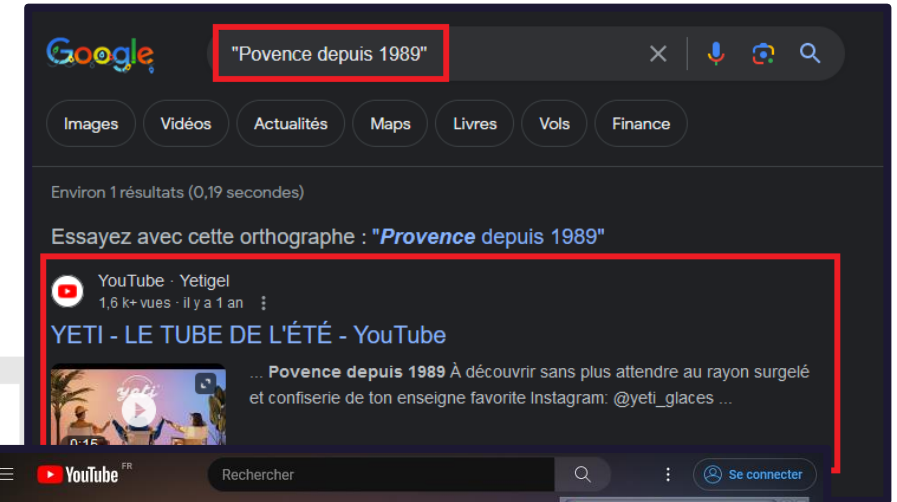 Google "Povence depuis 1989"
Images Vidéos Actualités Maps Livres Vols Finance
Environ 1 résultats (0,19 secondes)
Essayez avec cette orthographe : "Provence depuis 1989"
YouTube · Yetigel
1,6 k+ vues · il y a 1 an
YETI - LE TUBE DE L'ÉTÉ - YouTube
... Povence depuis 1989 À découvrir sans plus attendre au rayon surgelé
et confiserie de ton enseigne favorite Instagram: @yeti_glaces ...
yeti
0:15
YouTube FR Rechercher Se connecter